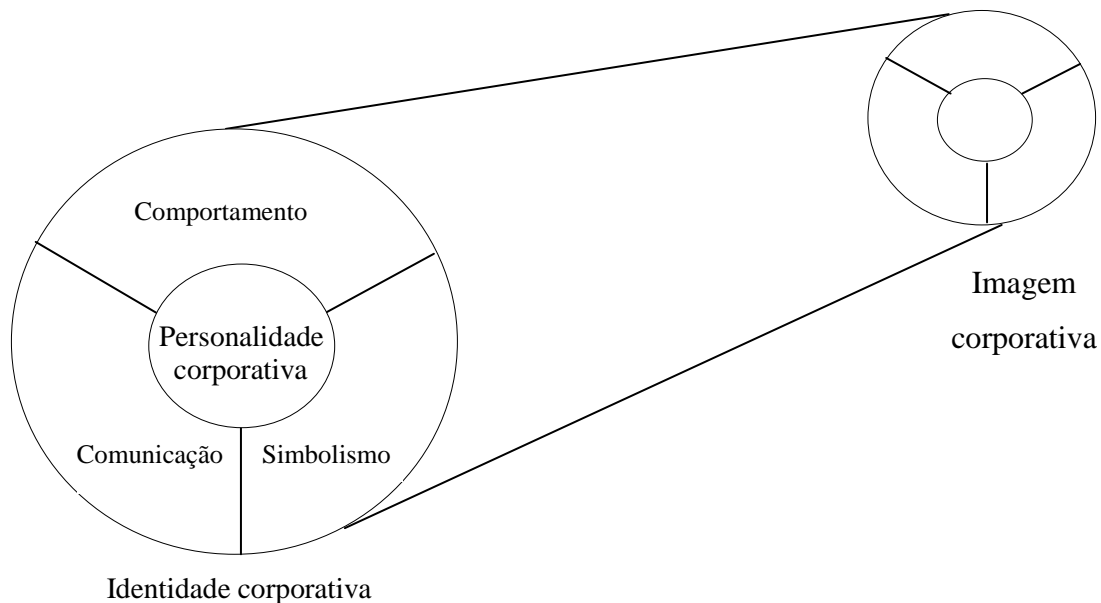 Comportamento
Personalidade
corporativa
Comunicação
Simbolismo
Identidade corporativa
Imagem
corporativa